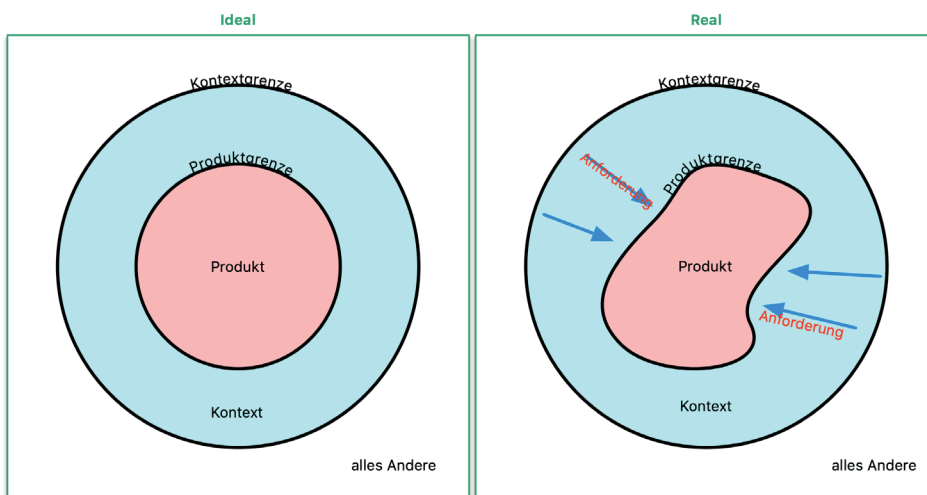 Ideal
Kontextgrenze
Produktgrenze
Produkt
Kontext
alles Andere
Real
Kontextgrenze
Anforderung
Produktgrenze
Produkt
Anforderung
Kontext
alles Andere